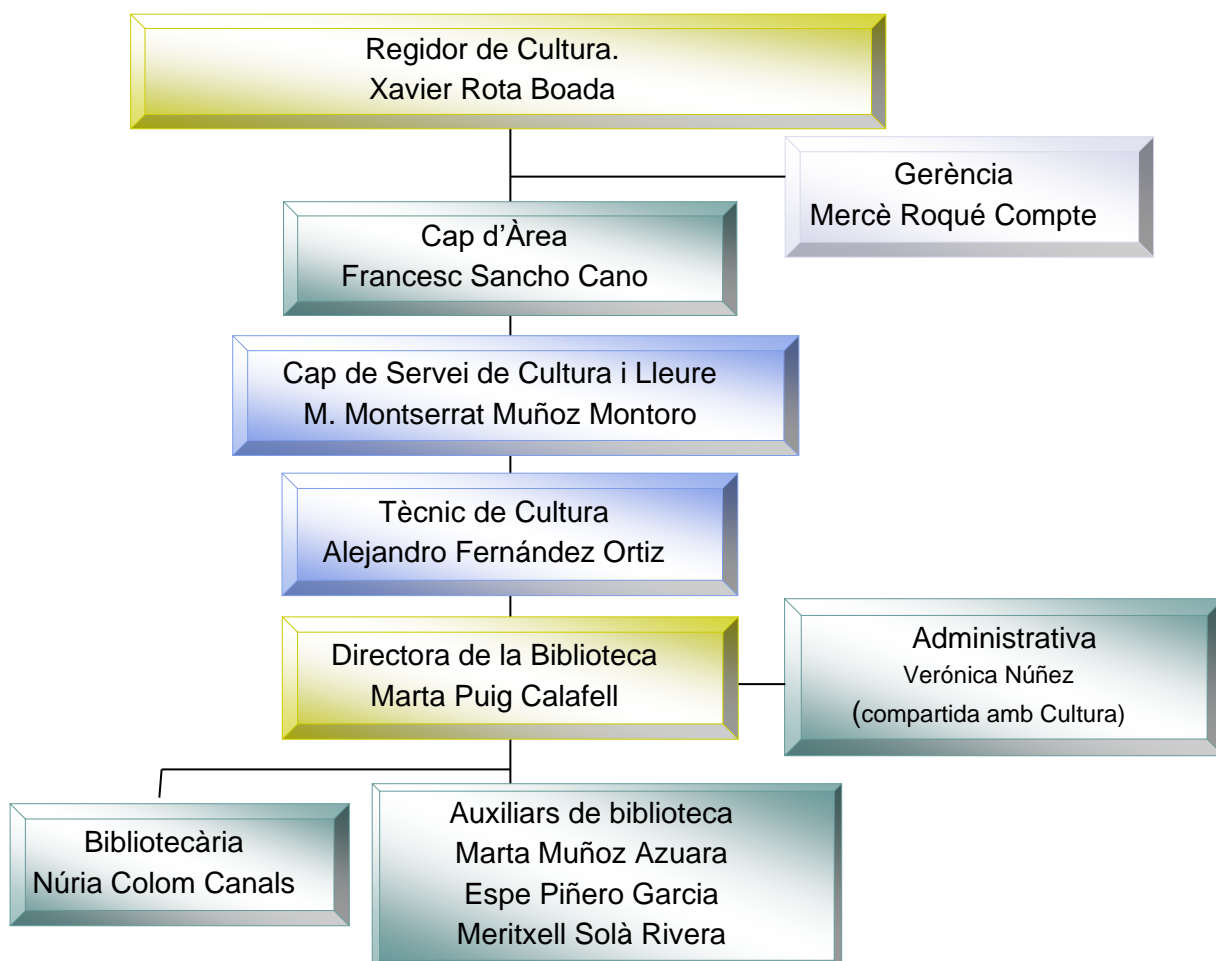 Regidor de Cultura.
Xavier Rota Boada
Gerència
Mercè Roqué Compte
Cap d’Àrea
Francesc Sancho Cano
Cap de Servei de Cultura i Lleure
M. Montserrat Muñoz Montoro
Tècnic de Cultura
Alejandro Fernández Ortiz
Directora de la Biblioteca
Marta Puig Calafell
Administrativa
Verónica Núñez
(compartida amb Cultura)
Bibliotecària
Núria Colom Canals
Auxiliars de biblioteca
Marta Muñoz Azuara
Espe Piñero Garcia
Meritxell Solà Rivera